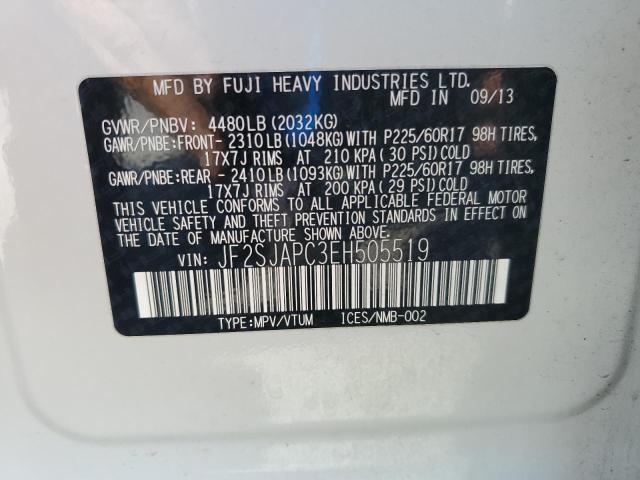 MFD BY FUJI HEAVY INDUSTRIES LTD.
MFD IN 09/13
GVWR/PNBV: 4480LB(2032KG)
GAWR/PNBE:FRONT- 2310LB(1048KG)WITH P225/60R17 98H TIRES,
17X7J RIMS AT 210 KPA(30 PSI)COLD
GAWR/PNBE:REAR - 2410LB(1093KG)WITH P225/60R17 98H TIRES,
17X7J RIMS AT 200 KPA(29 PSI)COLD
THIS VEHICLE CONFORMS TO ALL APPLICABLE FEDERAL MOTOR
VEHICLE SAFETY AND THEFT PREVENTION STANDARDS IN EFFECT ON
THE DATE OF MANUFACTURE SHOWN ABOVE.
VIN: JF2SJAPC3EH505519
TYPE:MPV/VTUM ICES/NMB-002